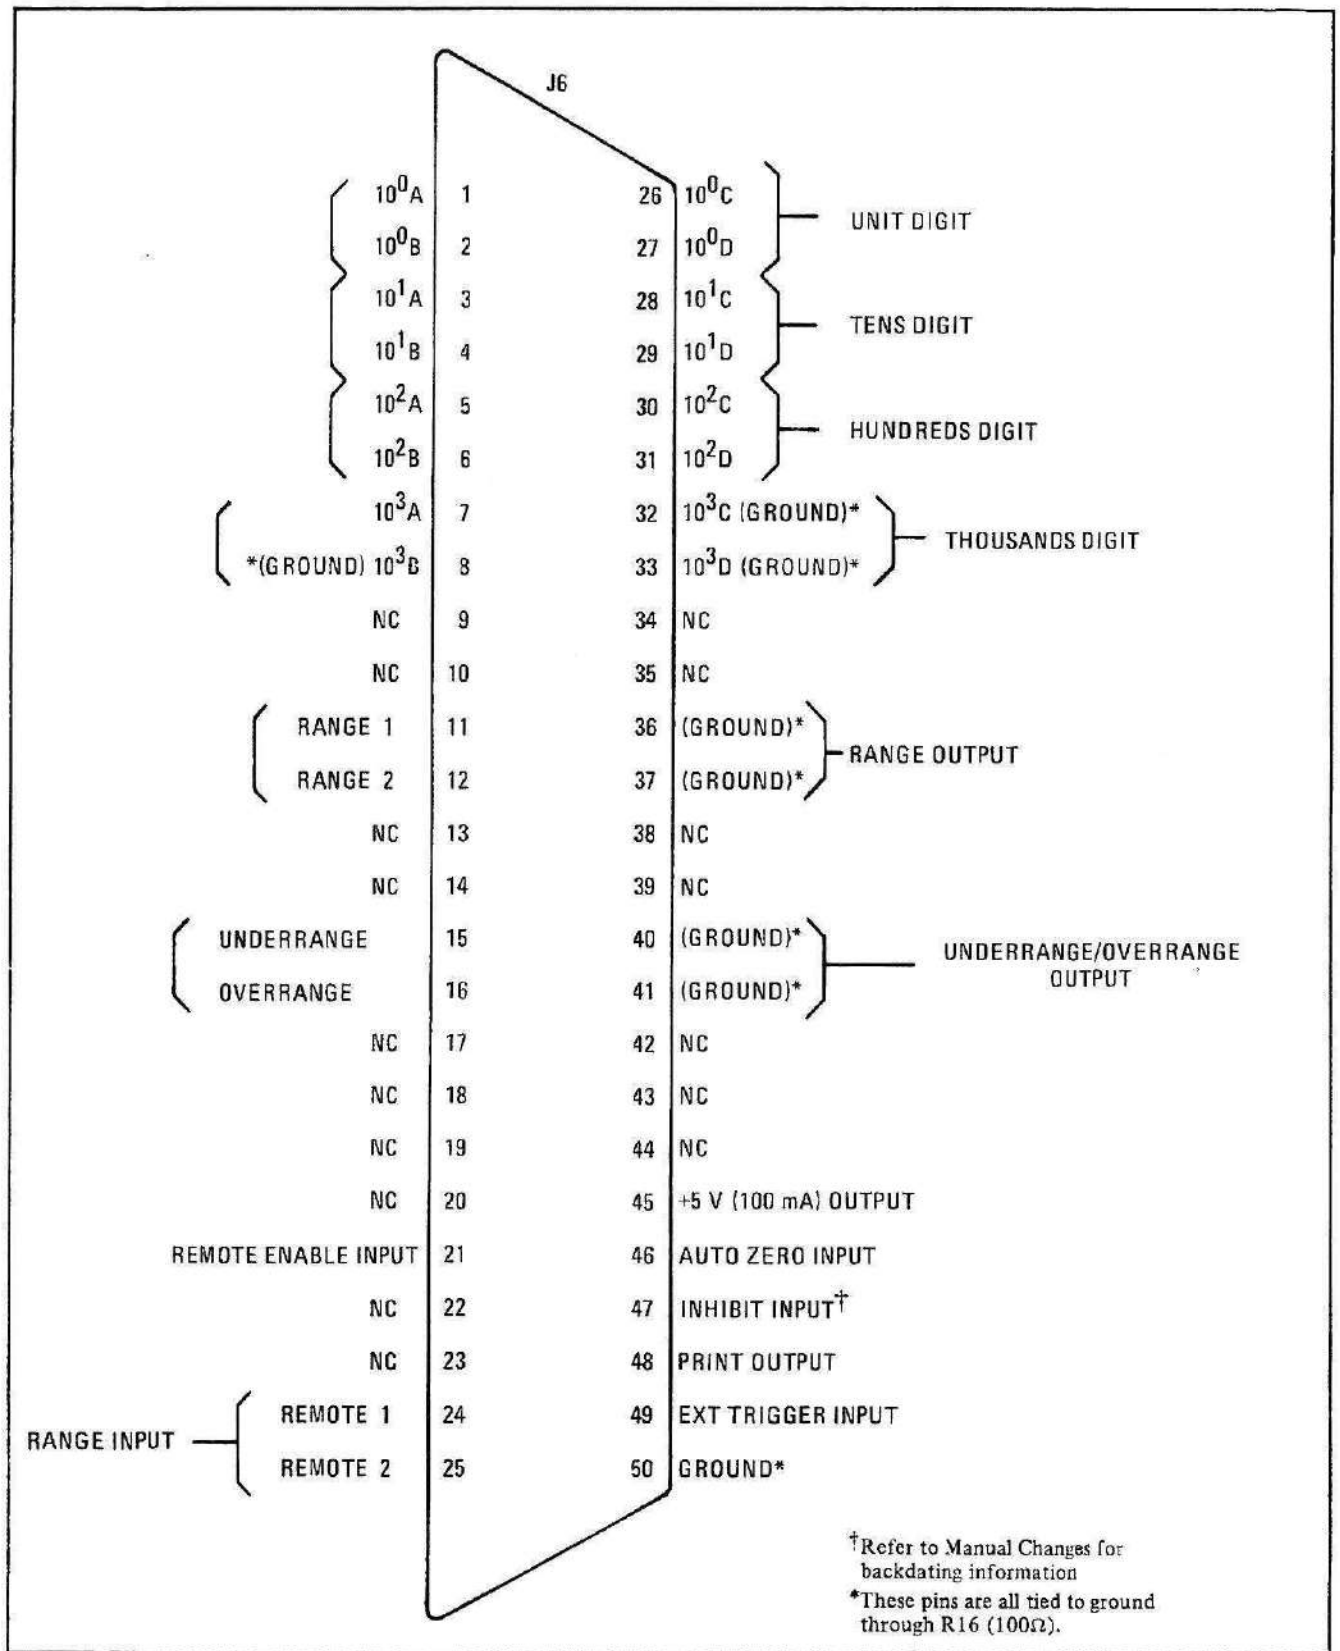 J6
10⁰A 1 26 10⁰C
UNIT DIGIT
10⁰B 2 27 10⁰D
10¹A 3 28 10¹C
TENS DIGIT
10¹B 4 29 10¹D
10²A 5 30 10²C
HUNDREDS DIGIT
10²B 6 31 10²D
10³A 7 32 10³C (GROUND)*
THOUSANDS DIGIT
*(GROUND) 10³B 8 33 10³D (GROUND)*
NC 9 34 NC
NC 10 35 NC
RANGE 1 11 36 (GROUND)*
RANGE OUTPUT
RANGE 2 12 37 (GROUND)*
NC 13 38 NC
NC 14 39 NC
UNDERRANGE 15 40 (GROUND)*
UNDERRANGE/OVERRANGE
OUTPUT
OVERRANGE 16 41 (GROUND)*
NC 17 42 NC
NC 18 43 NC
NC 19 44 NC
NC 20 45 +5 V (100 mA) OUTPUT
REMOTE ENABLE INPUT 21 46 AUTO ZERO INPUT
NC 22 47 INHIBIT INPUT†
NC 23 48 PRINT OUTPUT
REMOTE 1 24 49 EXT TRIGGER INPUT
RANGE INPUT
REMOTE 2 25 50 GROUND*
†Refer to Manual Changes for
backdating information
*These pins are all tied to ground
through R16 (100Ω).